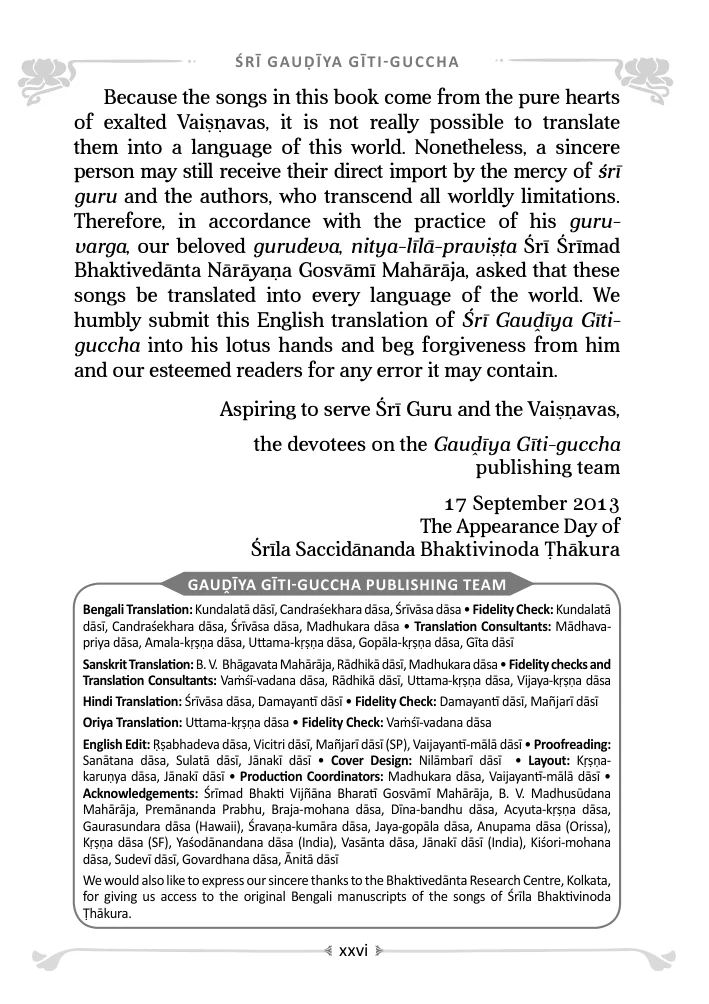 ŚRĪ GAUḒĪYA GĪTI-GUCCHA
Because the songs in this book come from the pure hearts
of exalted Vaiṣṇavas, it is not really possible to translate
them into a language of this world. Nonetheless, a sincere
person may still receive their direct import by the mercy of śrī
guru and the authors, who transcend all worldly limitations.
Therefore, in accordance with the practice of his guru-
varga, our beloved gurudeva, nitya-līlā-praviṣṭa Śrī Śrīmad
Bhaktivedānta Nārāyaṇa Gosvāmī Mahārāja, asked that these
songs be translated into every language of the world. We
humbly submit this English translation of Śrī Gauḓīya Gīti-
guccha into his lotus hands and beg forgiveness from him
and our esteemed readers for any error it may contain.
Aspiring to serve Śrī Guru and the Vaiṣṇavas,
the devotees on the Gauḓīya Gīti-guccha
publishing team
17 September 2013
The Appearance Day of
Śrīla Saccidānanda Bhaktivinoda Ṭhākura
GAUḒĪYA GĪTI-GUCCHA PUBLISHING TEAM
Bengali Translation: Kundalatā dāsī, Candraśekhara dāsa, Śrīvāsa dāsa • Fidelity Check: Kundalatā
dāsī, Candraśekhara dāsa, Śrīvāsa dāsa, Madhukara dāsa • Translation Consultants: Mādhava-
priya dāsa, Amala-kṛṣṇa dāsa, Uttama-kṛṣṇa dāsa, Gopāla-kṛṣṇa dāsa, Gīta dāsī
Sanskrit Translation: B. V. Bhāgavata Mahārāja, Rādhikā dāsī, Madhukara dāsa • Fidelity checks and
Translation Consultants: Vaṁśī-vadana dāsa, Rādhikā dāsī, Uttama-kṛṣṇa dāsa, Vijaya-kṛṣṇa dāsa
Hindi Translation: Śrīvāsa dāsa, Damayantī dāsī • Fidelity Check: Damayantī dāsī, Mañjarī dāsī
Oriya Translation: Uttama-kṛṣṇa dāsa • Fidelity Check: Vaṁśī-vadana dāsa
English Edit: Ṛṣabhadeva dāsa, Vicitri dāsī, Mañjarī dāsī (SP), Vaijayantī-mālā dāsī • Proofreading:
Sanātana dāsa, Sulatā dāsī, Jānakī dāsī • Cover Design: Nilāmbarī dāsī • Layout: Kṛṣṇa-
karuṇya dāsa, Jānakī dāsī • Production Coordinators: Madhukara dāsa, Vaijayantī-mālā dāsī •
Acknowledgements: Śrīmad Bhakti Vijñāna Bharatī Gosvāmī Mahārāja, B. V. Madhusūdana
Mahārāja, Premānanda Prabhu, Braja-mohana dāsa, Dīna-bandhu dāsa, Acyuta-kṛṣṇa dāsa,
Gaurasundara dāsa (Hawaii), Śravaṇa-kumāra dāsa, Jaya-gopāla dāsa, Anupama dāsa (Orissa),
Kṛṣṇa dāsa (SF), Yaśodānandana dāsa (India), Vasānta dāsa, Jānakī dāsī (India), Kiśori-mohana
dāsa, Sudevī dāsī, Govardhana dāsa, Ānitā dāsī
We would also like to express our sincere thanks to the Bhaktivedānta Research Centre, Kolkata,
for giving us access to the original Bengali manuscripts of the songs of Śrīla Bhaktivinoda
Ṭhākura.
xxvi